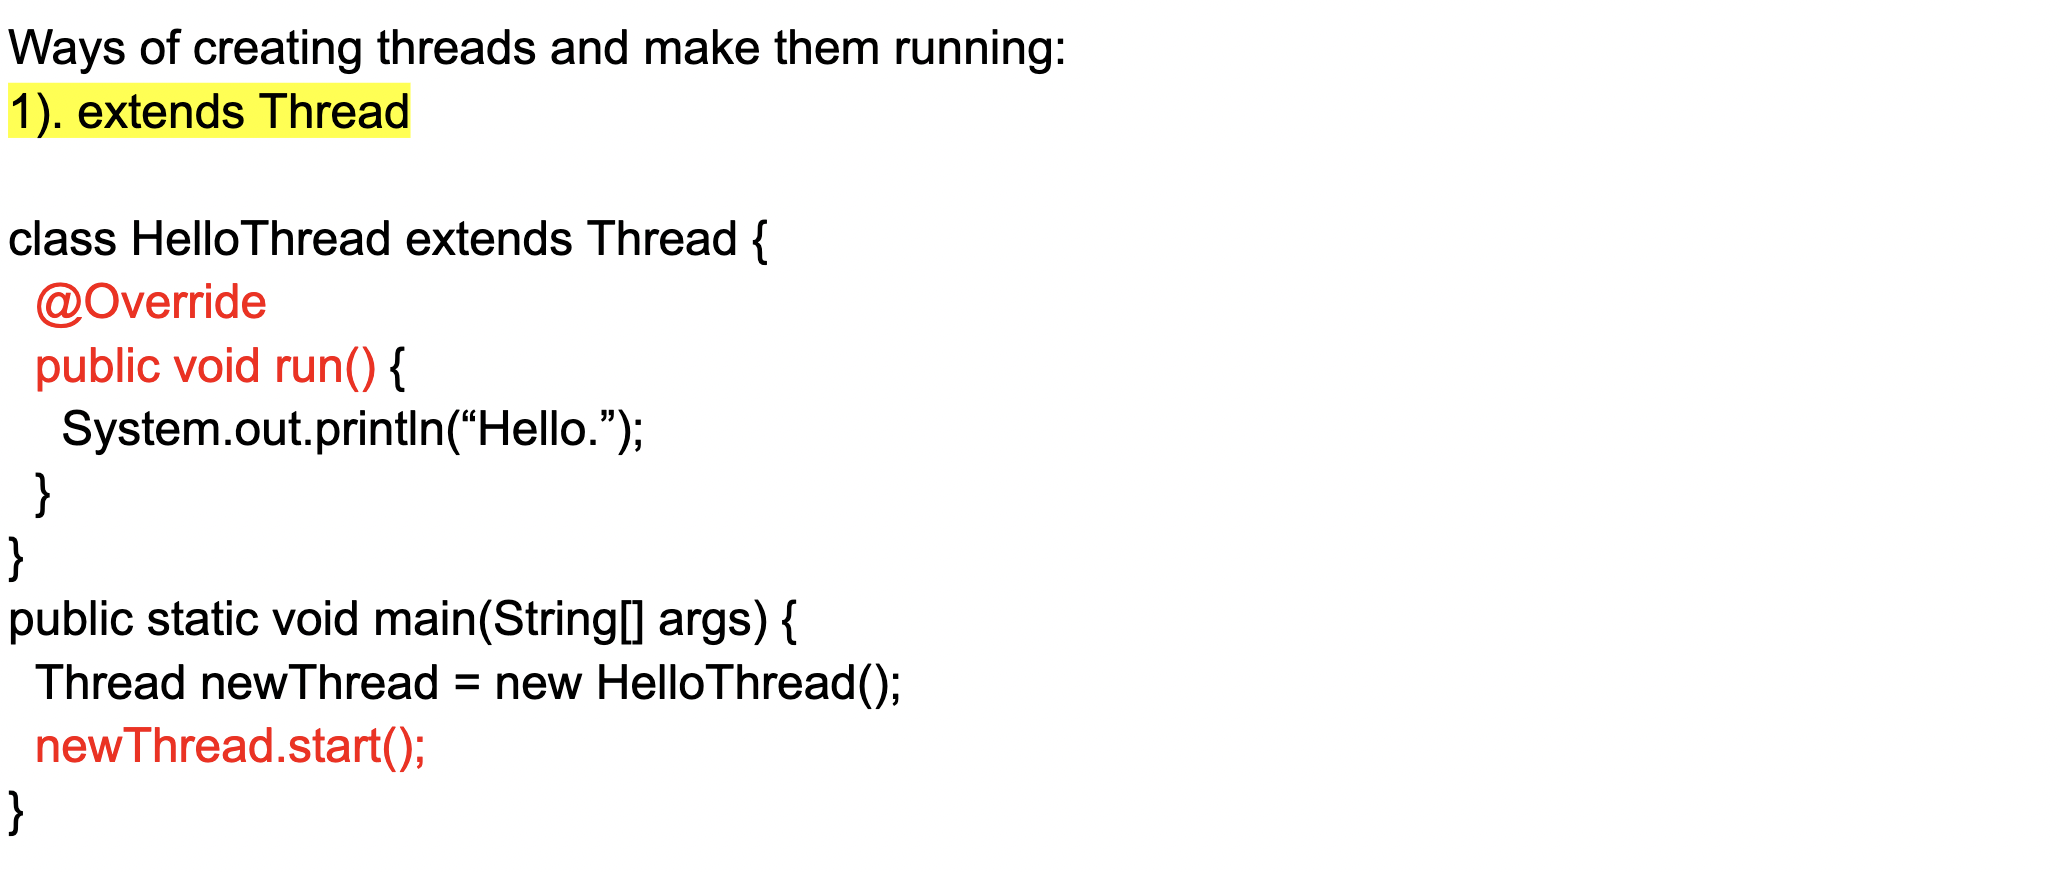 Ways of creating threads and make them running:
1). extends Thread
class HelloThread extends Thread {
@Override
public void run() {
System.out.println(“Hello.”);
}
}
public static void main(String[] args) {
Thread newThread = new HelloThread();
newThread.start();
}